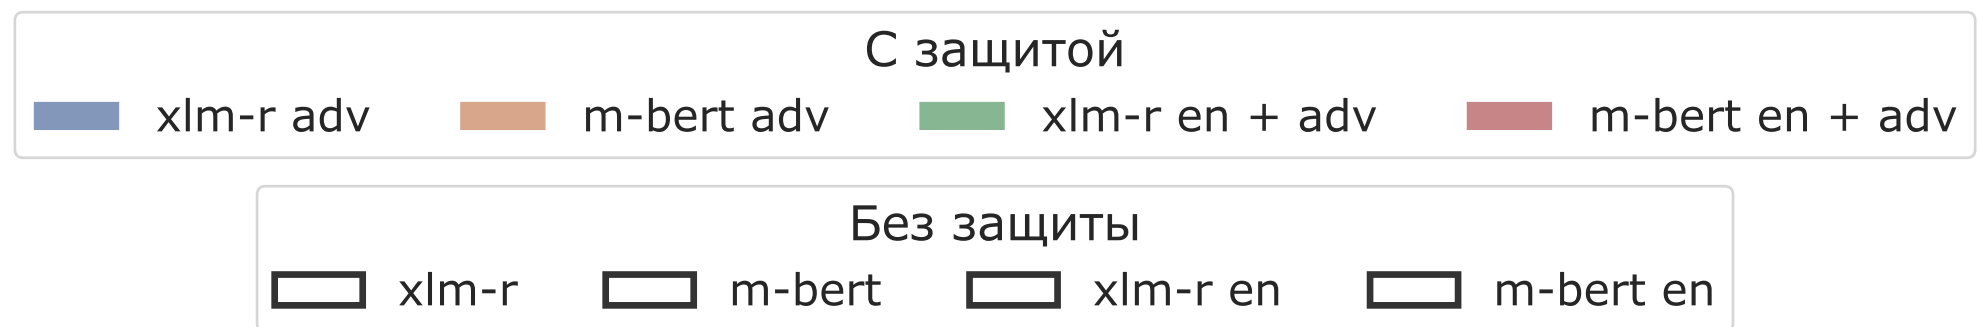 С защитой
xlm-r adv m-bert adv xlm-r en + adv m-bert en + adv
Без защиты
xlm-r m-bert xlm-r en m-bert en